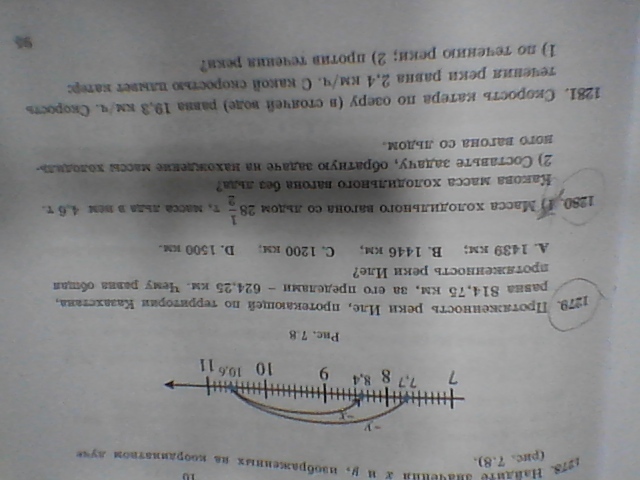 1278. Найдите значения x и y, изображенных на координатном луче
(рис. 7.8).
y
x
7 7,7 8 8,4 9 10 10,6 11
Рис. 7.8
1279. Протяженность реки Иле, протекающей по территории Казахстана,
равна 814,75 км, за его пределами – 624,25 км. Чему равна общая
протяженность реки Иле?
A. 1439 км; B. 1446 км; C. 1200 км; D. 1500 км.
1280. 1) Масса холодильного вагона со льдом 28 1/2 т, масса льда в нем 4,6 т.
Какова масса холодильного вагона без льда?
2) Составьте задачу, обратную задаче на нахождение массы холодиль-
ного вагона со льдом.
1281. Скорость катера по озеру (в стоячей воде) равна 19,3 км/ч. Скорость
течения реки равна 2,4 км/ч. С какой скоростью плывет катер:
1) по течению реки; 2) против течения реки?
95